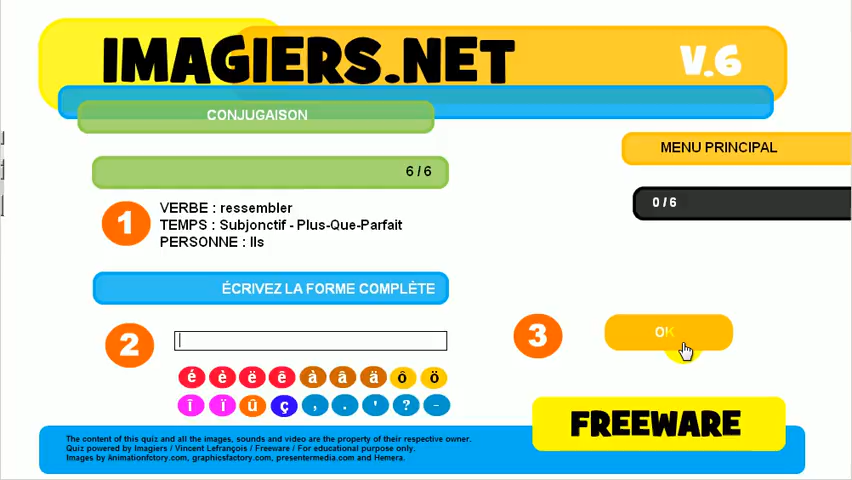 IMAGIERS.NET
V.6
CONJUGAISON
MENU PRINCIPAL
6 / 6
0 / 6
1
VERBE : ressembler
TEMPS : Subjonctif - Plus-Que-Parfait
PERSONNE : Ils
ÉCRIVEZ LA FORME COMPLÈTE
2
3
OK
é è ë ê à â ä ô ö
î ï û ç , . ' ? -
FREEWARE
The content of this quiz and all the images, sounds and video are the property of their respective owner.
Quiz powered by Imagiers / Vincent Lefrançois / Freeware / For educational purpose only.
Images by Animationfctory.com, graphicsfactory.com, presentermedia.com and Hemera.